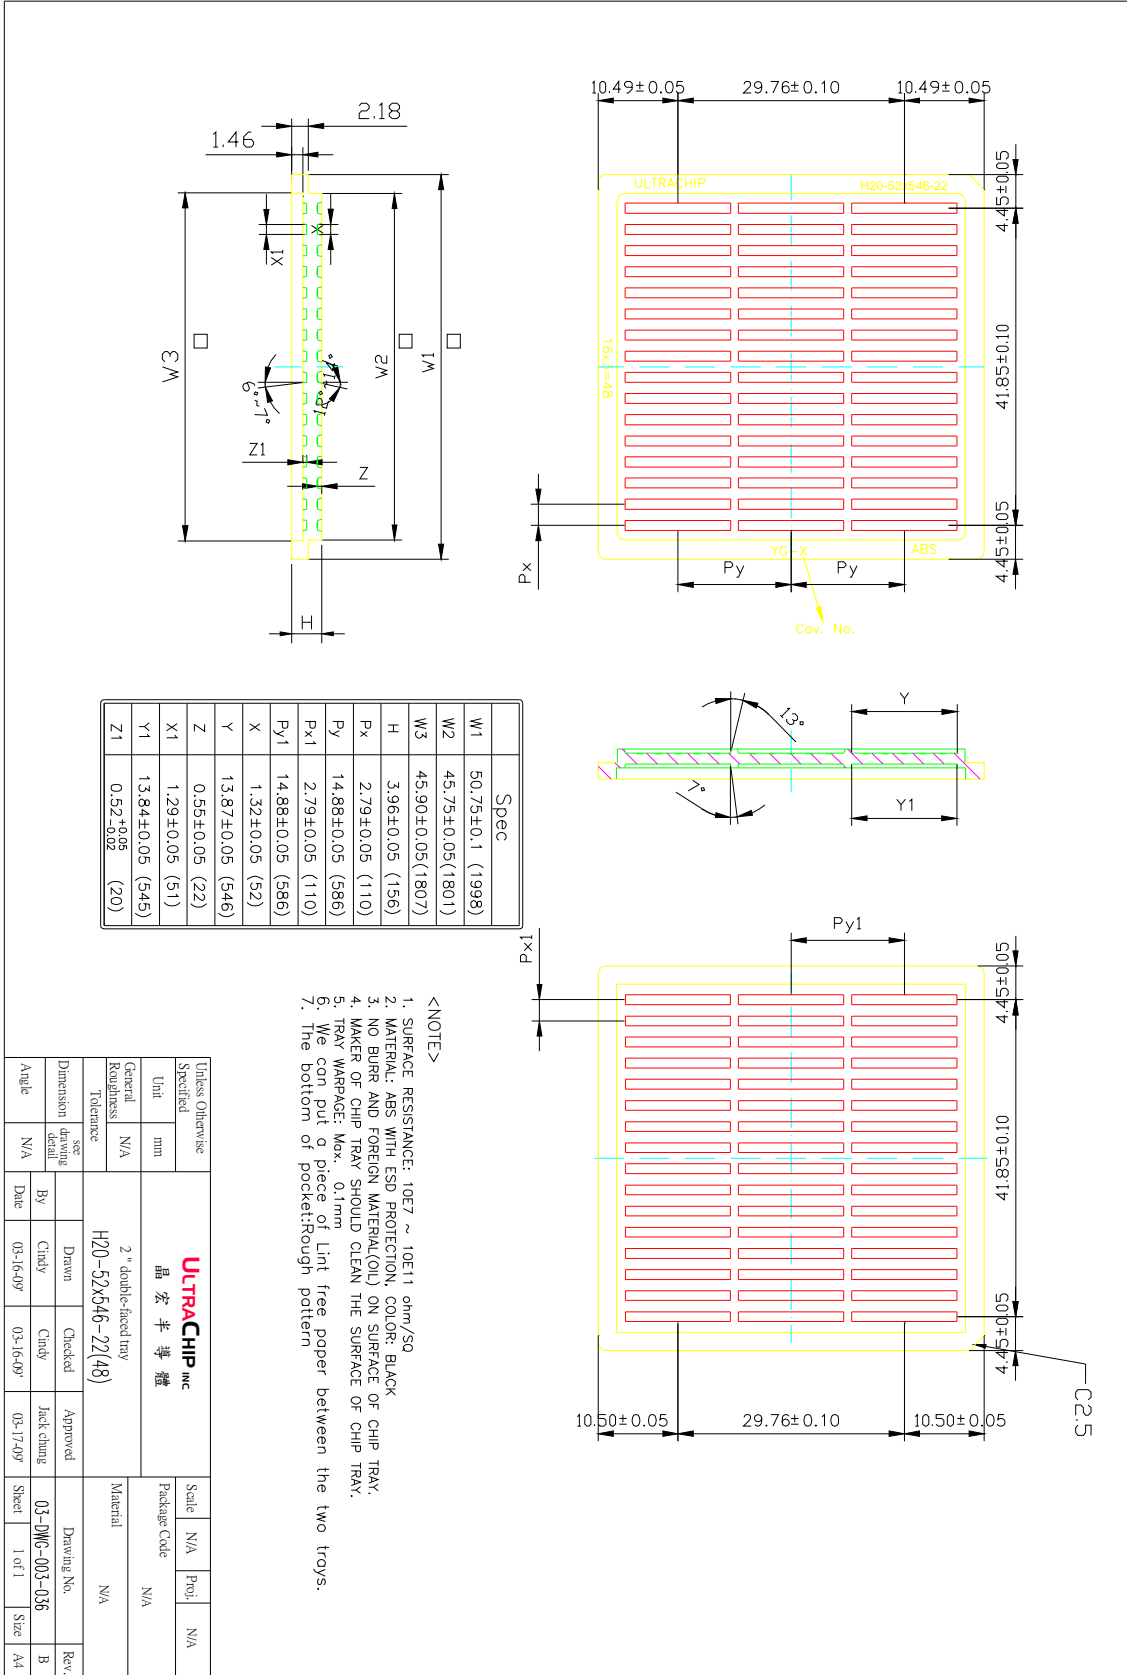 10.49±0.05
29.76±0.10
10.49±0.05
2.18
1.46
4.45±0.05
41.85±0.10
4.45±0.05
ULTRACHIP
H20-52x546-22
16x3=48
YG-X
ABS
Cav. No.
Px
Py
Py
X
X1
W1
W2
W3
6°~7°
Z1
Z
H
Y
13°
7°
Y1
Spec
W1 50.75±0.1 (1998)
W2 45.75±0.05(1801)
W3 45.90±0.05(1807)
H 3.96±0.05 (156)
Px 2.79±0.05 (110)
Py 14.88±0.05 (586)
Px1 2.79±0.05 (110)
Py1 14.88±0.05 (586)
X 1.32±0.05 (52)
Y 13.87±0.05 (546)
Z 0.55±0.05 (22)
X1 1.29±0.05 (51)
Y1 13.84±0.05 (545)
Z1 0.52+0.05-0.02 (20)
Py1
Px1
4.45±0.05
41.85±0.10
4.45±0.05
10.50±0.05
29.76±0.10
10.50±0.05
C2.5
<NOTE>
1. SURFACE RESISTANCE: 10E7 ~ 10E11 ohm/SQ
2. MATERIAL: ABS WITH ESD PROTECTION, COLOR: BLACK
3. NO BURR AND FOREIGN MATERIAL(OIL) ON SURFACE OF CHIP TRAY.
4. MAKER OF CHIP TRAY SHOULD CLEAN THE SURFACE OF CHIP TRAY.
5. TRAY WARPAGE: Max. 0.1mm
6. We can put a piece of Lint free paper between the two trays.
7. The bottom of pocket:Rough pattern
Unless Otherwise
Specified
Unit mm
General
Roughness N/A
Tolerance
Dimension see drawing detail
Angle N/A
ULTRACHIP INC
晶宏半導體
2 " double-faced tray
H20-52x546-22(48)
Drawn Checked Approved
By Cindy Cindy Jack chung
Date 03-16-09' 03-16-09' 03-17-09'
Scale N/A Proj. N/A
Package Code N/A
Material N/A
Drawing No. Rev.
03-DWG-003-036 B
Sheet 1 of 1 Size A4